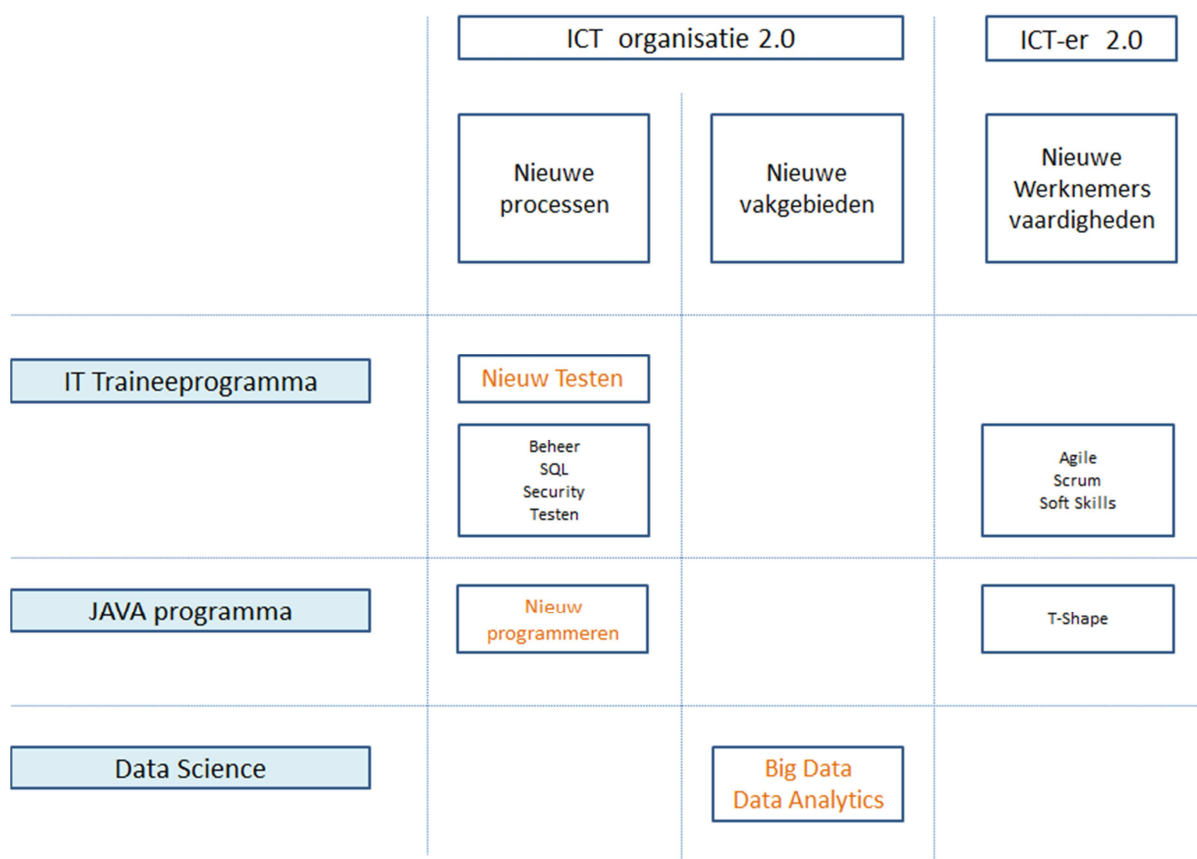 ICT organisatie 2.0
ICT-er 2.0
Nieuwe
processen
Nieuwe
vakgebieden
Nieuwe
Werknemers
vaardigheden
IT Traineeprogramma
Nieuw Testen
Beheer
SQL
Security
Testen
Agile
Scrum
Soft Skills
JAVA programma
Nieuw
programmeren
T-Shape
Data Science
Big Data
Data Analytics